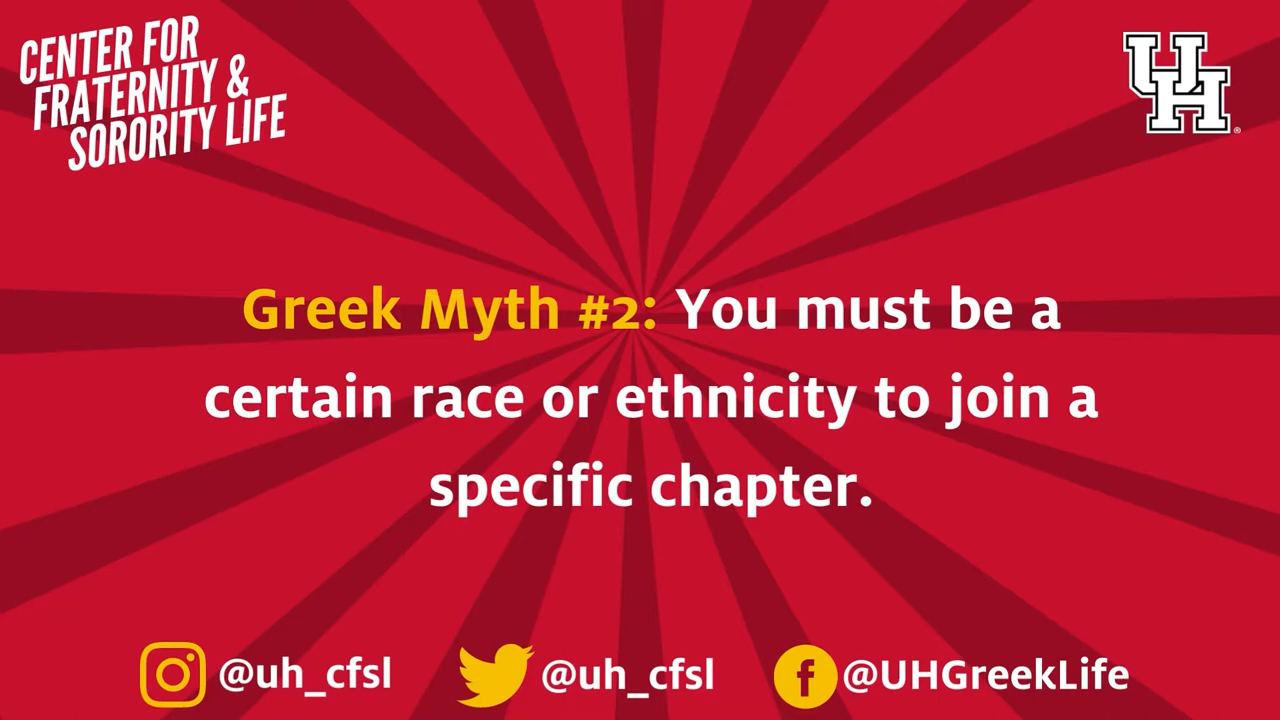 CENTER FOR
FRATERNITY &
SORORITY LIFE
UH
Greek Myth #2: You must be a
certain race or ethnicity to join a
specific chapter.
@uh_cfsl
@uh_cfsl
@UHGreekLife